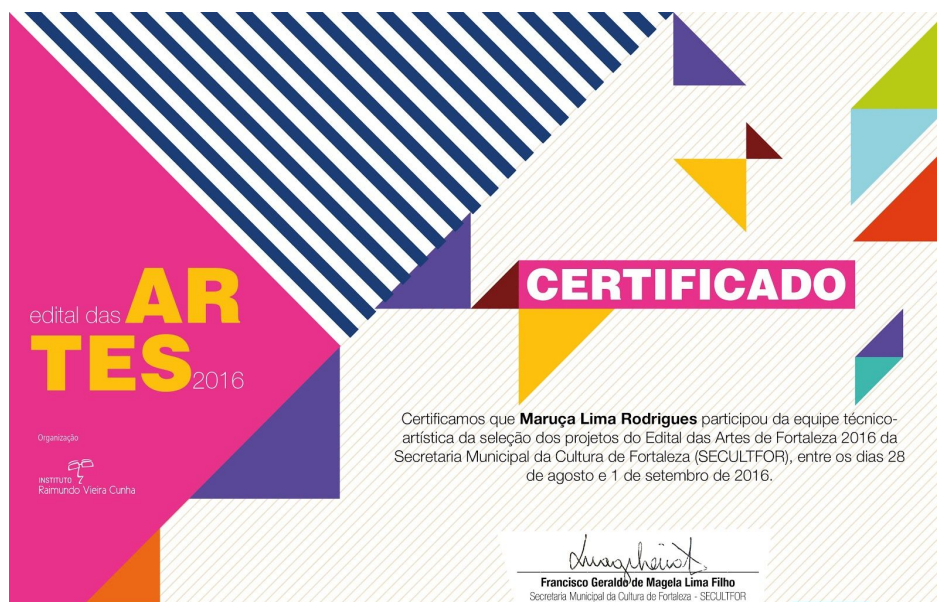 edital das AR
TES 2016
Organização
INSTITUTO
Raimundo Vieira Cunha
CERTIFICADO
Certificamos que Maruça Lima Rodrigues participou da equipe técnico-
artística da seleção dos projetos do Edital das Artes de Fortaleza 2016 da
Secretaria Municipal da Cultura de Fortaleza (SECULTFOR), entre os dias 28
de agosto e 1 de setembro de 2016.
Francisco Geraldo de Magela Lima Filho
Secretaria Municipal da Cultura de Fortaleza - SECULTFOR